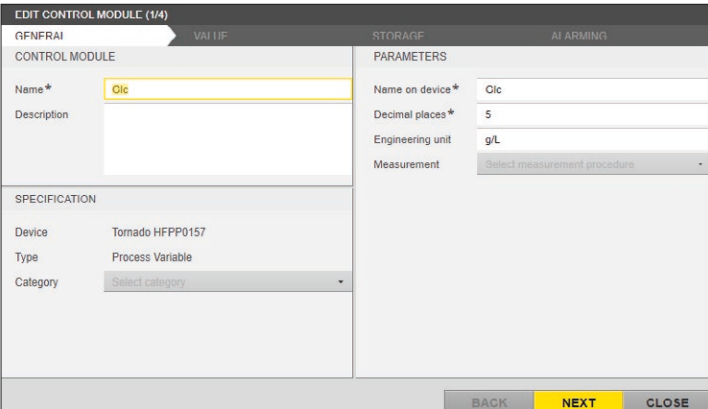 EDIT CONTROL MODULE (1/4)
GENERAL VALUE STORAGE ALARMING
CONTROL MODULE
Name* Glc
Description
SPECIFICATION
Device Tornado HFPP0157
Type Process Variable
Category Select category
PARAMETERS
Name on device* Glc
Decimal places* 5
Engineering unit g/L
Measurement Select measurement procedure
BACK NEXT CLOSE